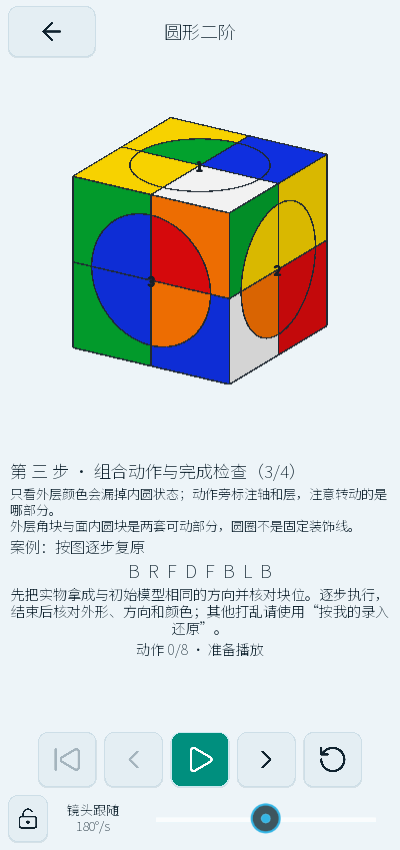 圆形二阶
1
2
3
第三步·组合动作与完成检查（3/4）
只看外层颜色会漏掉内圆状态；动作旁标注轴和层，注意转动的是
哪部分。
外层角块与面内圆块是两套可动部分，圆圈不是固定装饰线。
案例：按图逐步复原
B R F D F B L B
先把实物拿成与初始模型相同的方向并核对块位。逐步执行，
结束后核对外形、方向和颜色；其他打乱请使用“按我的录入
还原”。
动作 0/8 · 准备播放
镜头跟随
180°/s